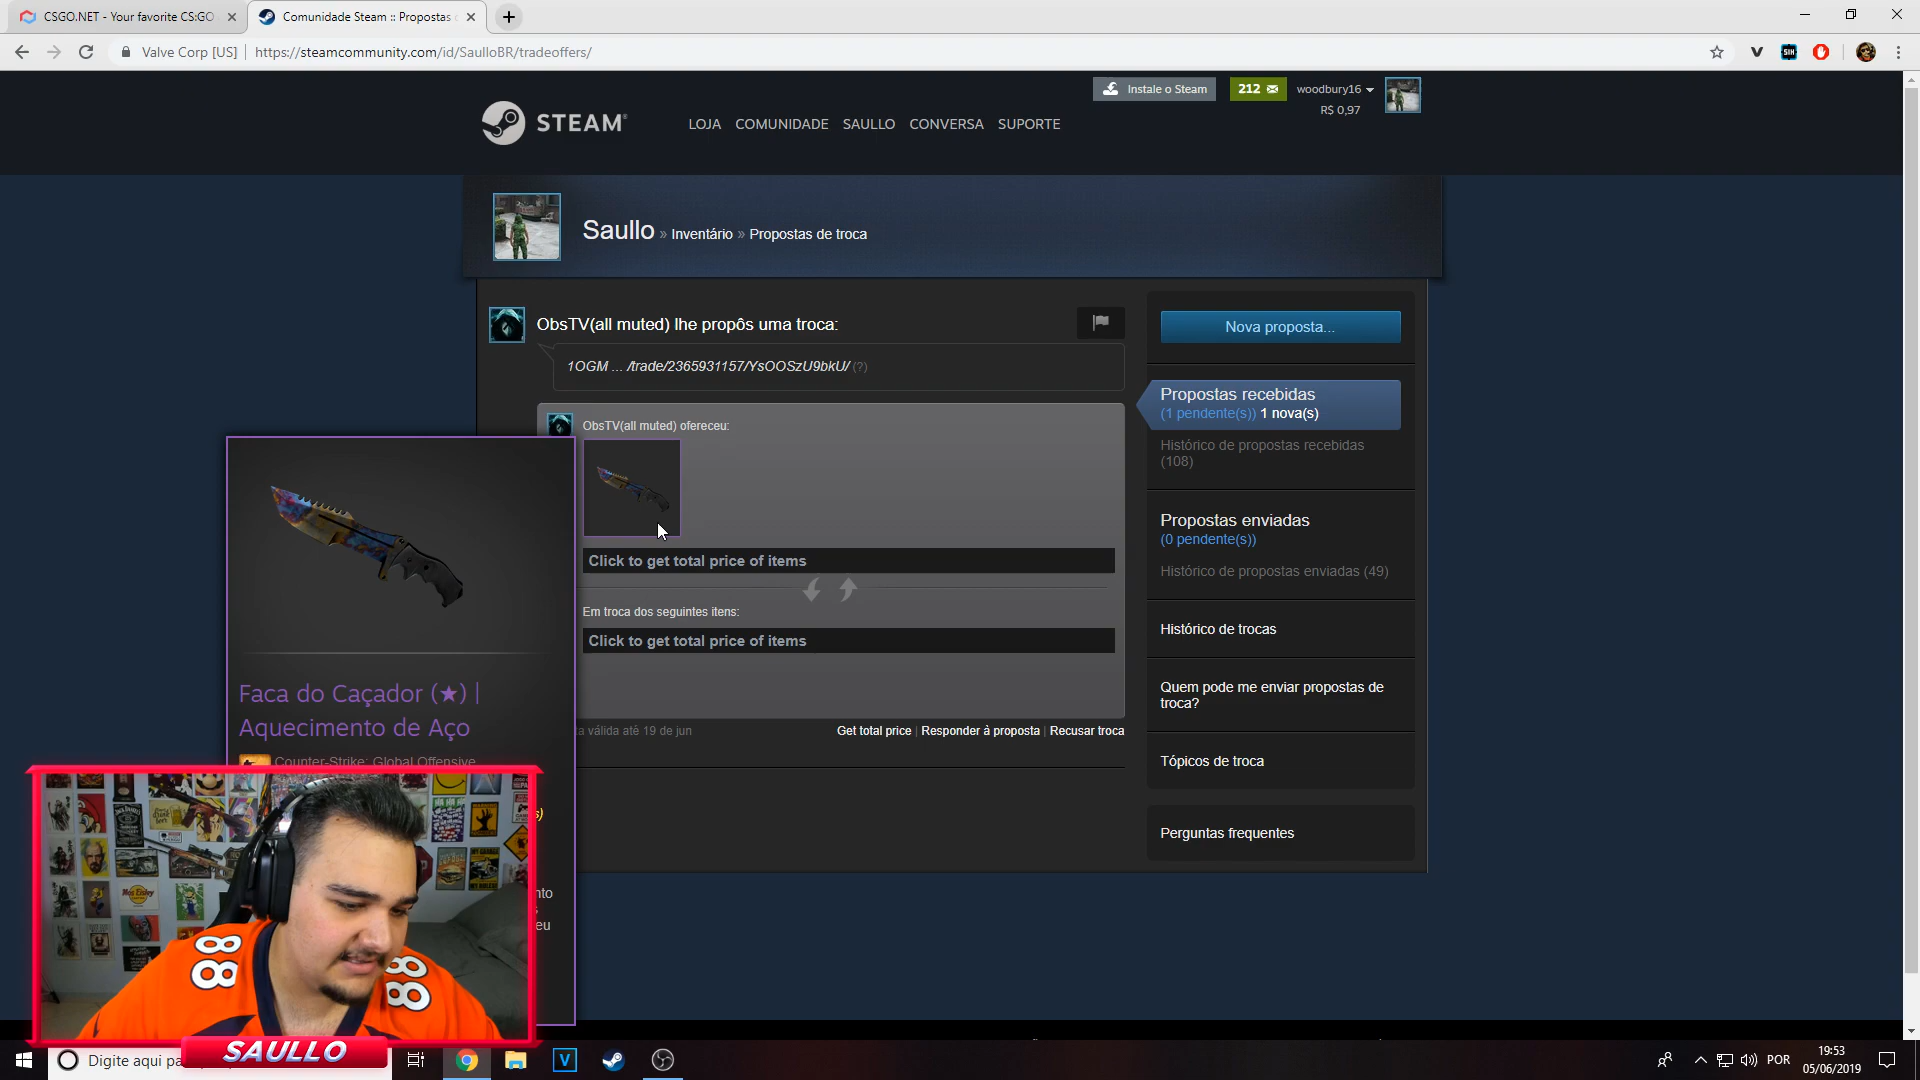 CSGO.NET - Your favorite CS:GO
Comunidade Steam :: Propostas
Valve Corp [US]
https://steamcommunity.com/id/SaulloBR/tradeoffers/
Instale o Steam
212
woodbury16
R$ 0,97
STEAM
LOJA COMUNIDADE SAULLO CONVERSA SUPORTE
Saullo » Inventário » Propostas de troca
ObsTV(all muted) lhe propôs uma troca:
1OGM ... /trade/2365931157/YsOOSzU9bkU/ (?)
ObsTV(all muted) ofereceu:
Click to get total price of items
Em troca dos seguintes itens:
Click to get total price of items
válida até 19 de jun
Get total price | Responder à proposta | Recusar troca
Nova proposta...
Propostas recebidas
(1 pendente(s)) 1 nova(s)
Histórico de propostas recebidas
(108)
Propostas enviadas
(0 pendente(s))
Histórico de propostas enviadas (49)
Histórico de trocas
Quem pode me enviar propostas de
troca?
Tópicos de troca
Perguntas frequentes
Faca do Caçador (★) |
Aquecimento de Aço
Counter-Strike: Global Offensive
88
88
SAULLO
Digite aqui
POR
19:53
05/06/2019